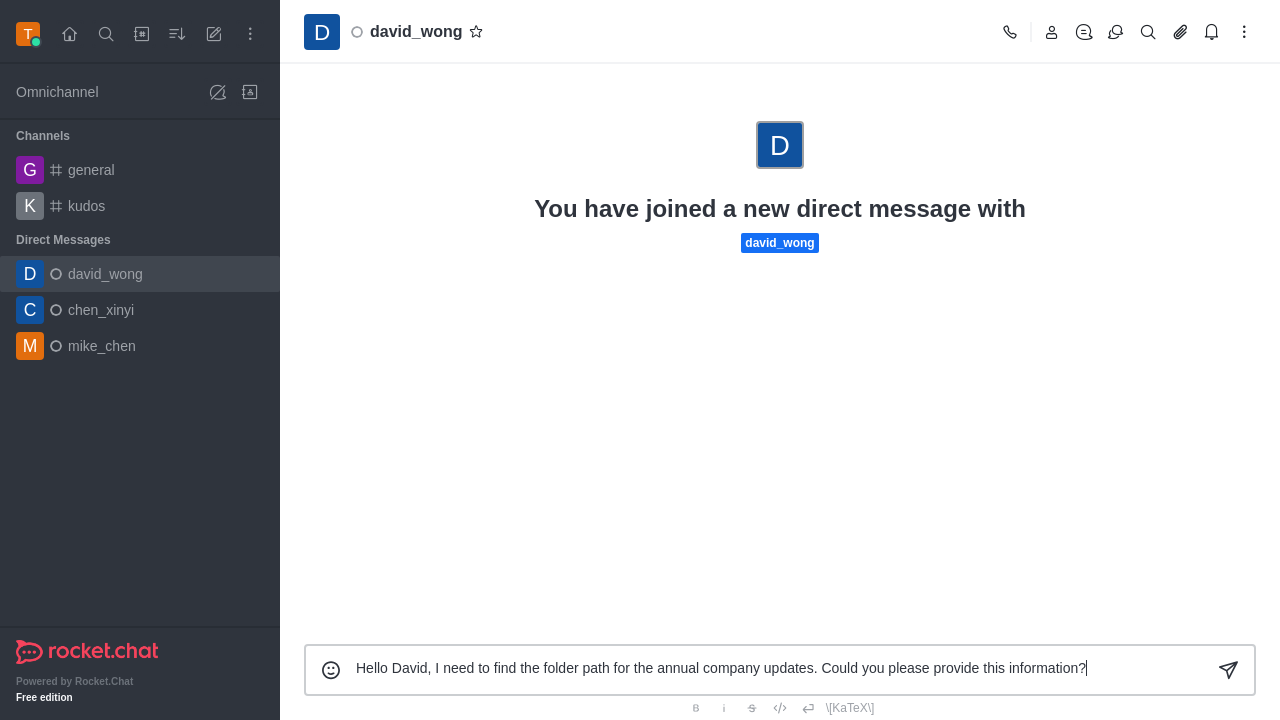 T
D
david_wong
Omnichannel
Channels
G
general
K
kudos
Direct Messages
D
david_wong
C
chen_xinyi
M
mike_chen
D
You have joined a new direct message with
david_wong
Hello David, I need to find the folder path for the annual company updates. Could you please provide this information?
B
i
S
\[KaTeX\]
rocket.chat
Powered by Rocket.Chat
Free edition